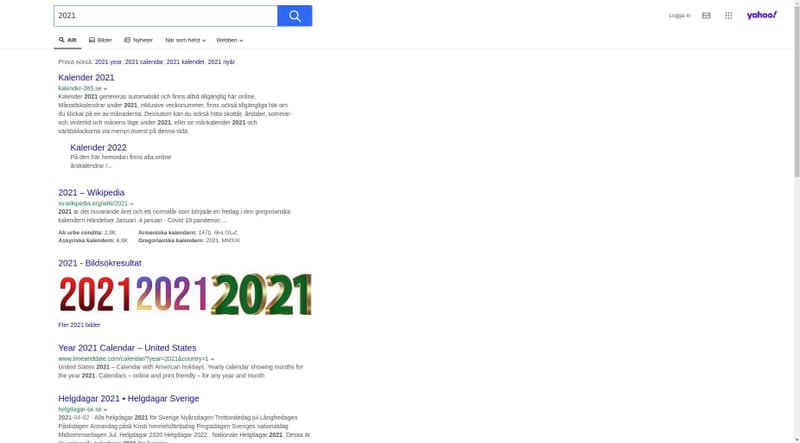 2021
Logga in
yahoo!
Allt
Bilder
Nyheter
När som helst
Webben
Prova också: 2021 year, 2021 calendar, 2021 kalender, 2021 nyår
Kalender 2021
kalender-365.se
Kalender 2021 genereras automatiskt och finns alltid tillgänglig här online.
Månadskalendrar under 2021, inklusive veckonummer, finns också tillgängliga här om
du klickar på en av månaderna. Dessutom kan du också hitta skottår, årstider, sommar-
och vintertid och månens läge under 2021, eller se månkalender 2021 och
världsklockorna via menyn överst på denna sida.
Kalender 2022
På den här hemsidan finns alla online
årskalendrar /...
2021 – Wikipedia
sv.wikipedia.org/wiki/2021
2021 är det nuvarande året och ett normalår som började en fredag i den gregorianska
kalendern Händelser Januari. 4 januari - Covid-19 pandemin ...
Ab urbe condita: 2,8K
Armeniska kalendern: 1470,
Assyriska kalendern: 6,8K
Gregorianska kalendern: 2021, MMXXI
2021 - Bildsökresultat
2021 2021 2021
Fler 2021 bilder
Year 2021 Calendar – United States
www.timeanddate.com/calendar/?year=2021&country=1
United States 2021 – Calendar with American holidays. Yearly calendar showing months for
the year 2021. Calendars – online and print friendly – for any year and month
Helgdagar 2021 • Helgdagar Sverige
helgdagar-se.se
2021-04-02 · Alla helgdagar 2021 för Sverige Nyårsdagen Trettondedag jul Långfredagen
Påskdagen Annandag påsk Kristi himmelsfärdsdag Pingstdagen Sveriges nationaldag
Midsommardagen Jul. Helgdagar 2020 Helgdagar 2022 . Nationale Helgdagar 2021. Dessa är